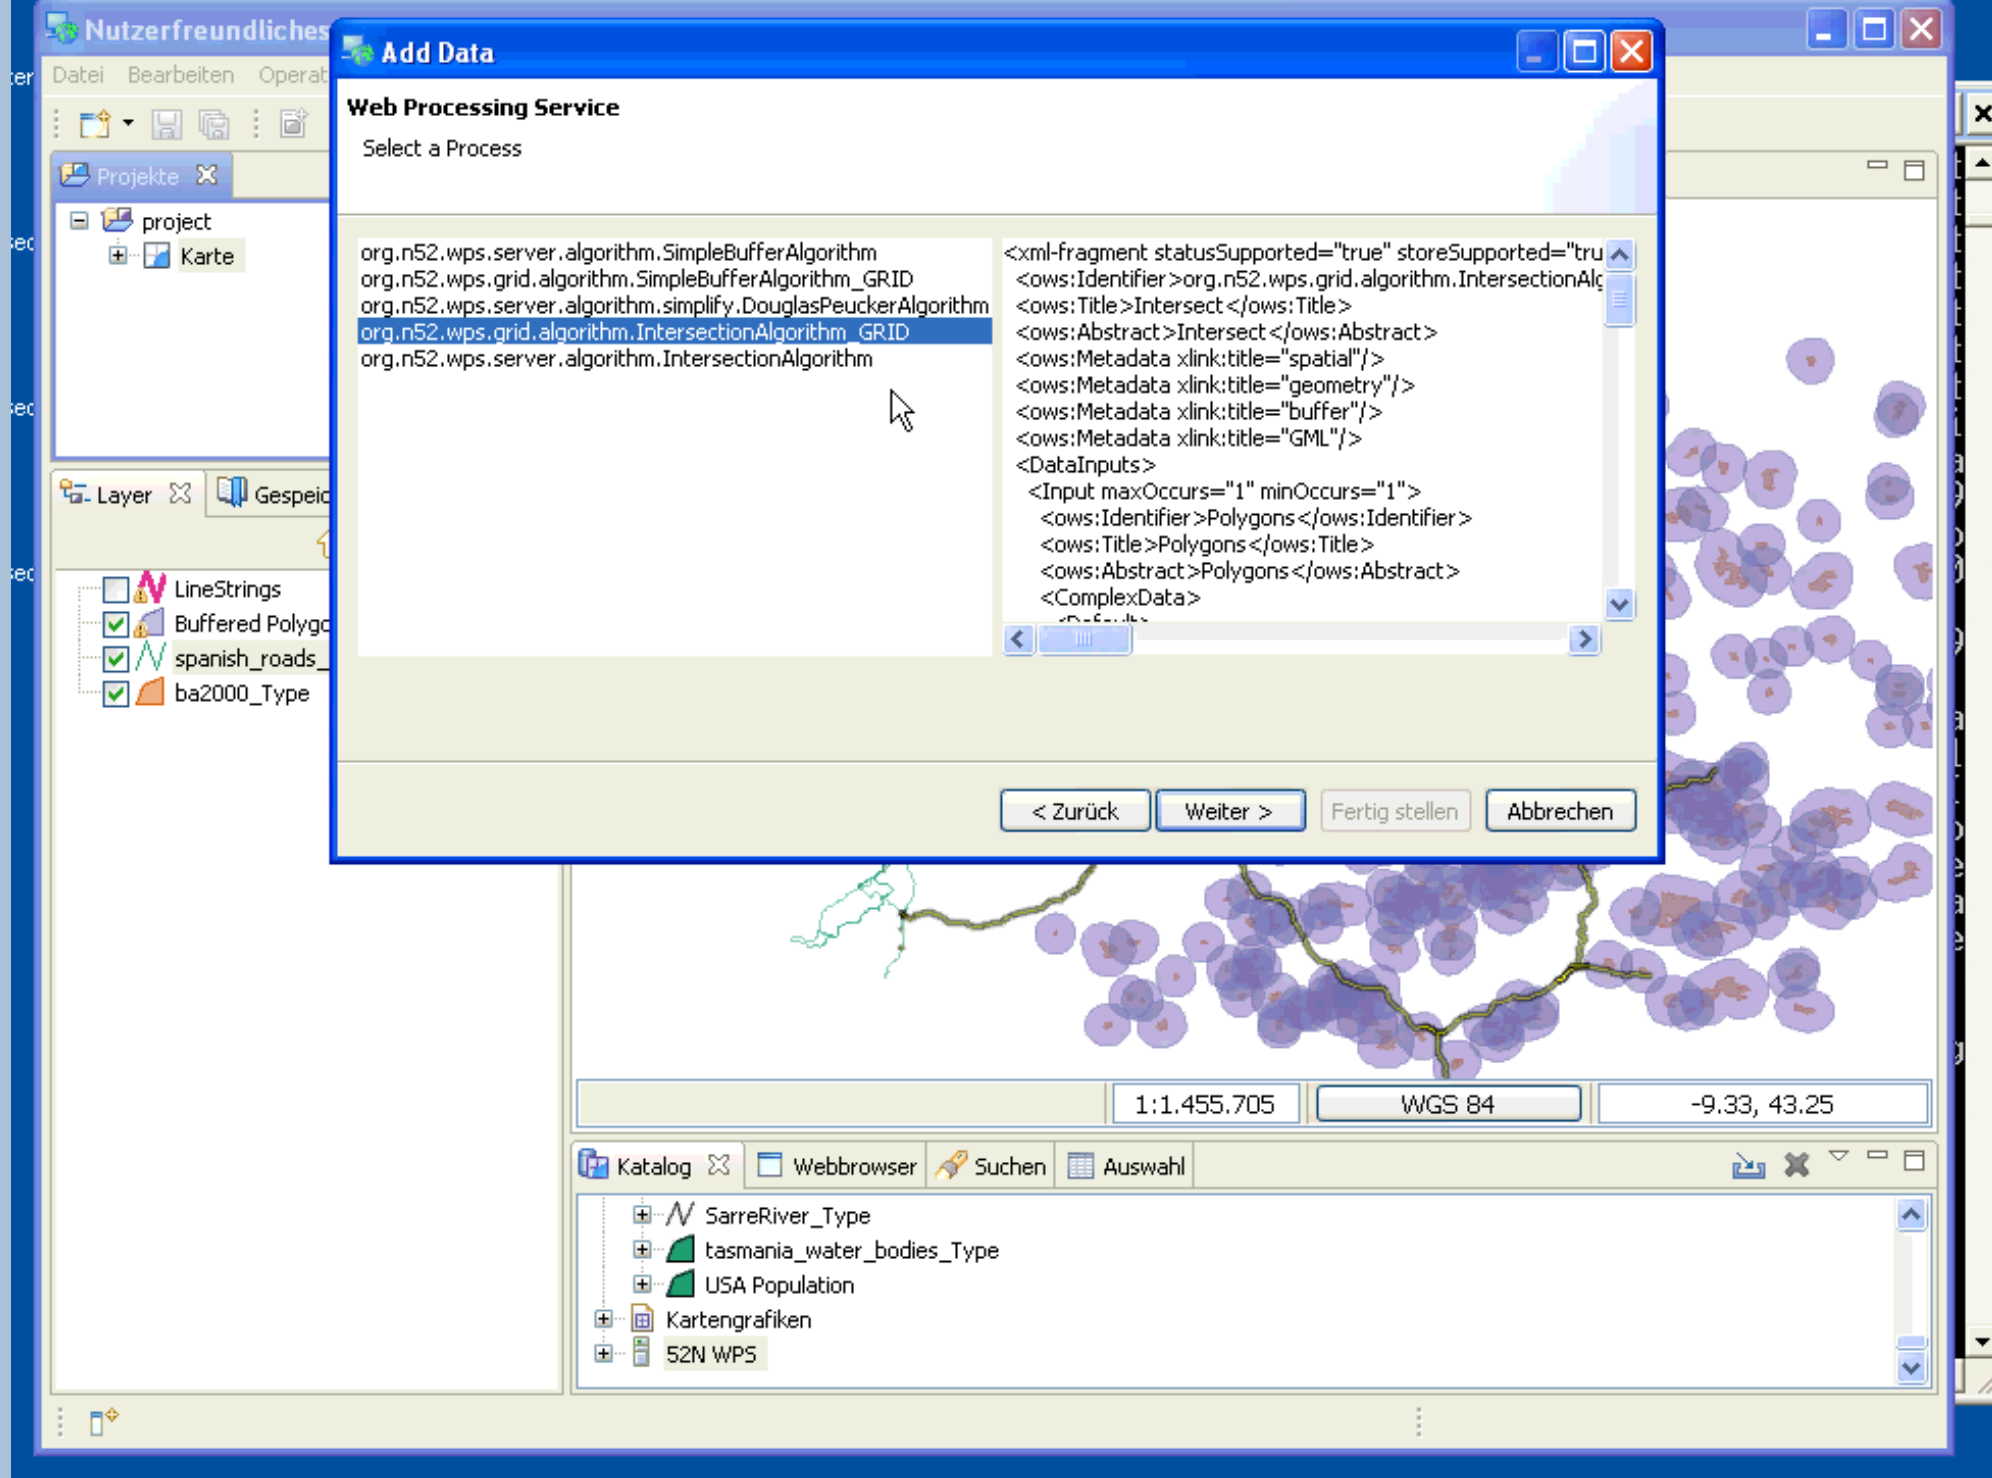 Nutzerfreundliches
Datei Bearbeiten Operat
Projekte
project
Karte
Layer Gespeic
LineStrings
Buffered Polygo
spanish_roads_
ba2000_Type
Add Data
Web Processing Service
Select a Process
org.n52.wps.server.algorithm.SimpleBufferAlgorithm
org.n52.wps.grid.algorithm.SimpleBufferAlgorithm_GRID
org.n52.wps.server.algorithm.simplify.DouglasPeuckerAlgorithm
org.n52.wps.grid.algorithm.IntersectionAlgorithm_GRID
org.n52.wps.server.algorithm.IntersectionAlgorithm
<xml-fragment statusSupported="true" storeSupported="tru
<ows:Identifier>org.n52.wps.grid.algorithm.IntersectionAlg
<ows:Title>Intersect</ows:Title>
<ows:Abstract>Intersect</ows:Abstract>
<ows:Metadata xlink:title="spatial"/>
<ows:Metadata xlink:title="geometry"/>
<ows:Metadata xlink:title="buffer"/>
<ows:Metadata xlink:title="GML"/>
<DataInputs>
<Input maxOccurs="1" minOccurs="1">
<ows:Identifier>Polygons</ows:Identifier>
<ows:Title>Polygons</ows:Title>
<ows:Abstract>Polygons</ows:Abstract>
<ComplexData>
<Default>
< Zurück Weiter > Fertig stellen Abbrechen
1:1.455.705 WGS 84 -9.33, 43.25
Katalog Webbrowser Suchen Auswahl
SarreRiver_Type
tasmania_water_bodies_Type
USA Population
Kartengrafiken
52N WPS